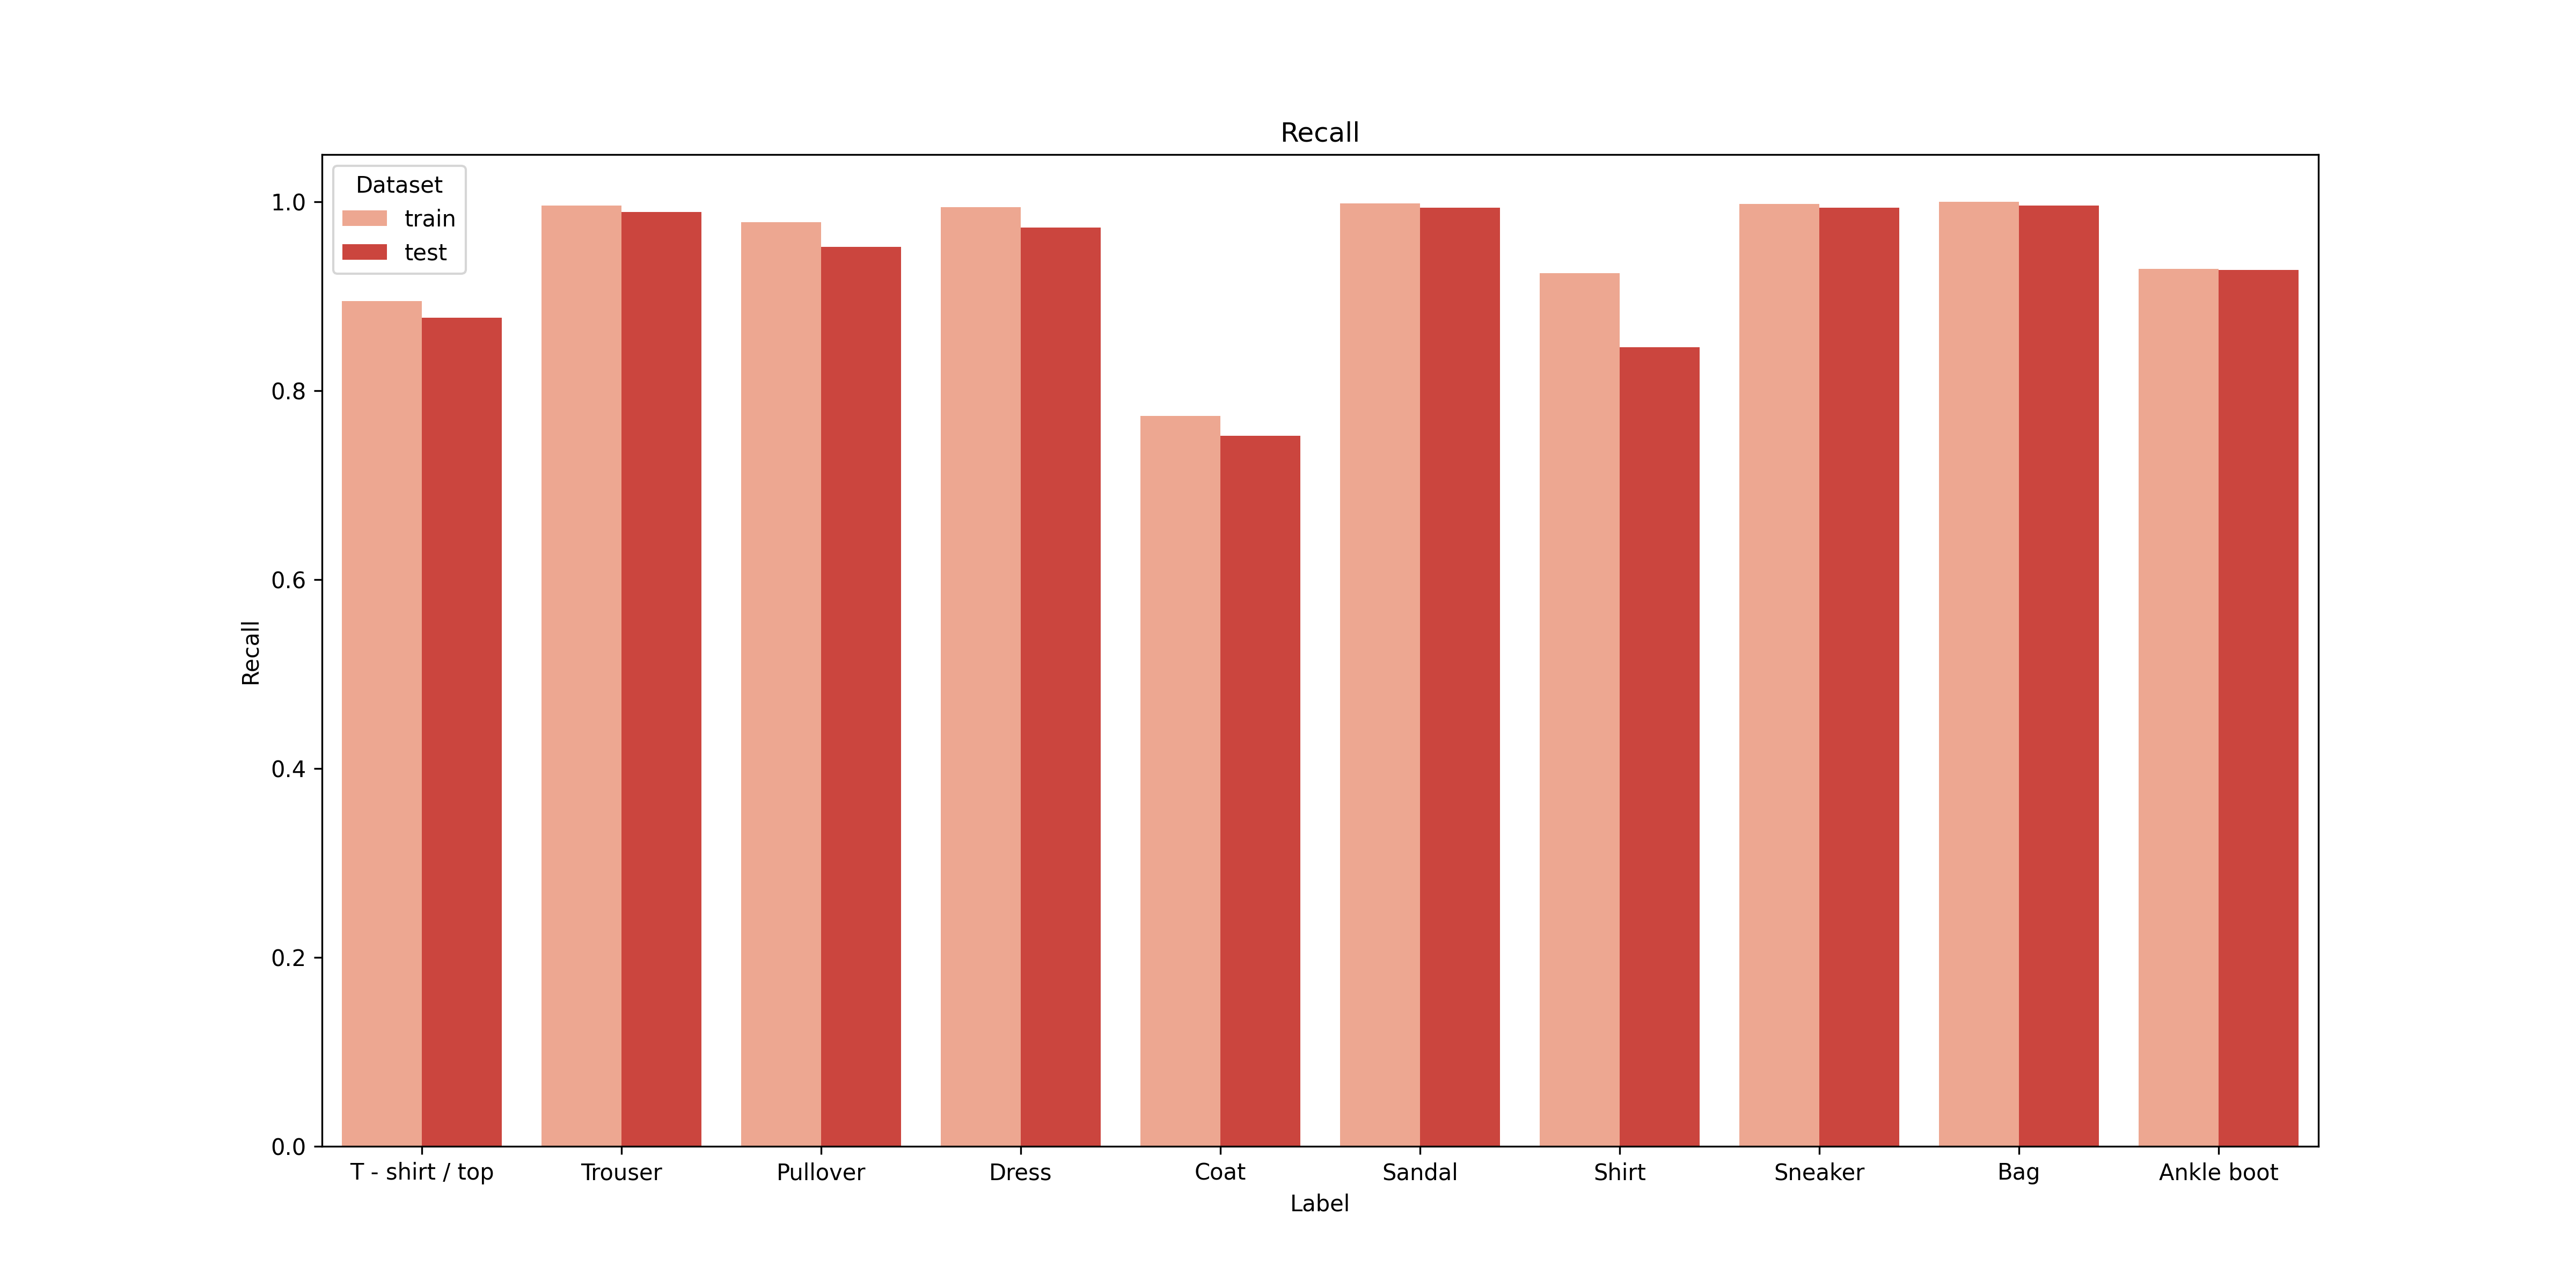 Recall
Dataset
train
test
1.0
0.8
0.6
0.4
0.2
0.0
Recall
T - shirt / top Trouser Pullover Dress Coat Sandal Shirt Sneaker Bag Ankle boot
Label